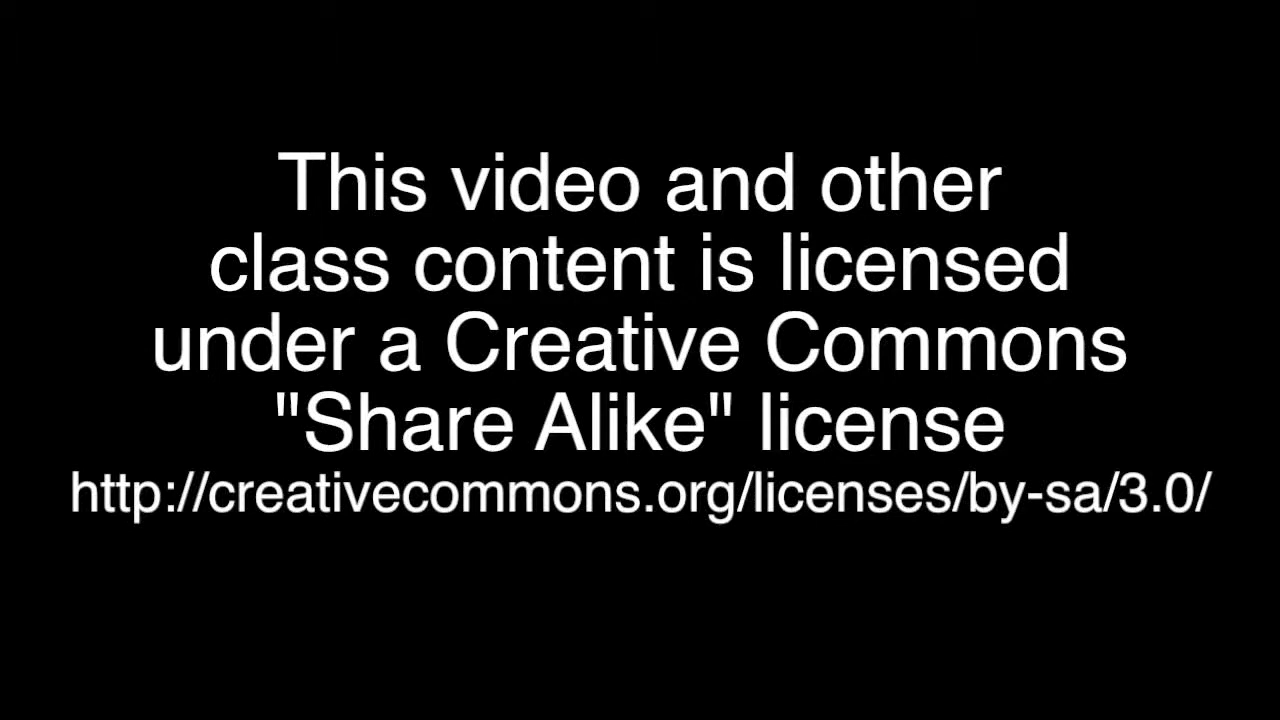 This video and other
class content is licensed
under a Creative Commons
"Share Alike" license
http://creativecommons.org/licenses/by-sa/3.0/